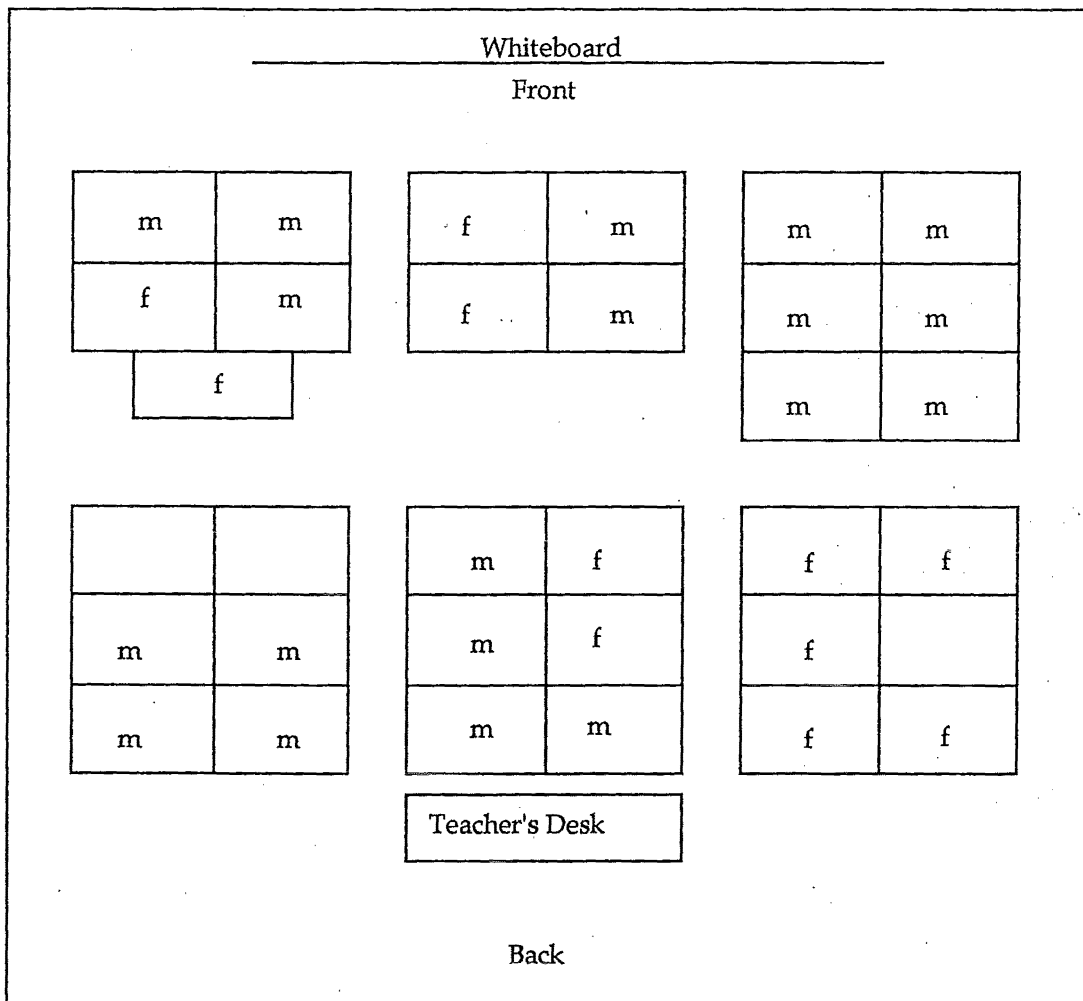 Whiteboard
Front
m m f m m m
f m f m m m
f
m m
m f f f
m m m f f
m m m m f f
Teacher's Desk
Back